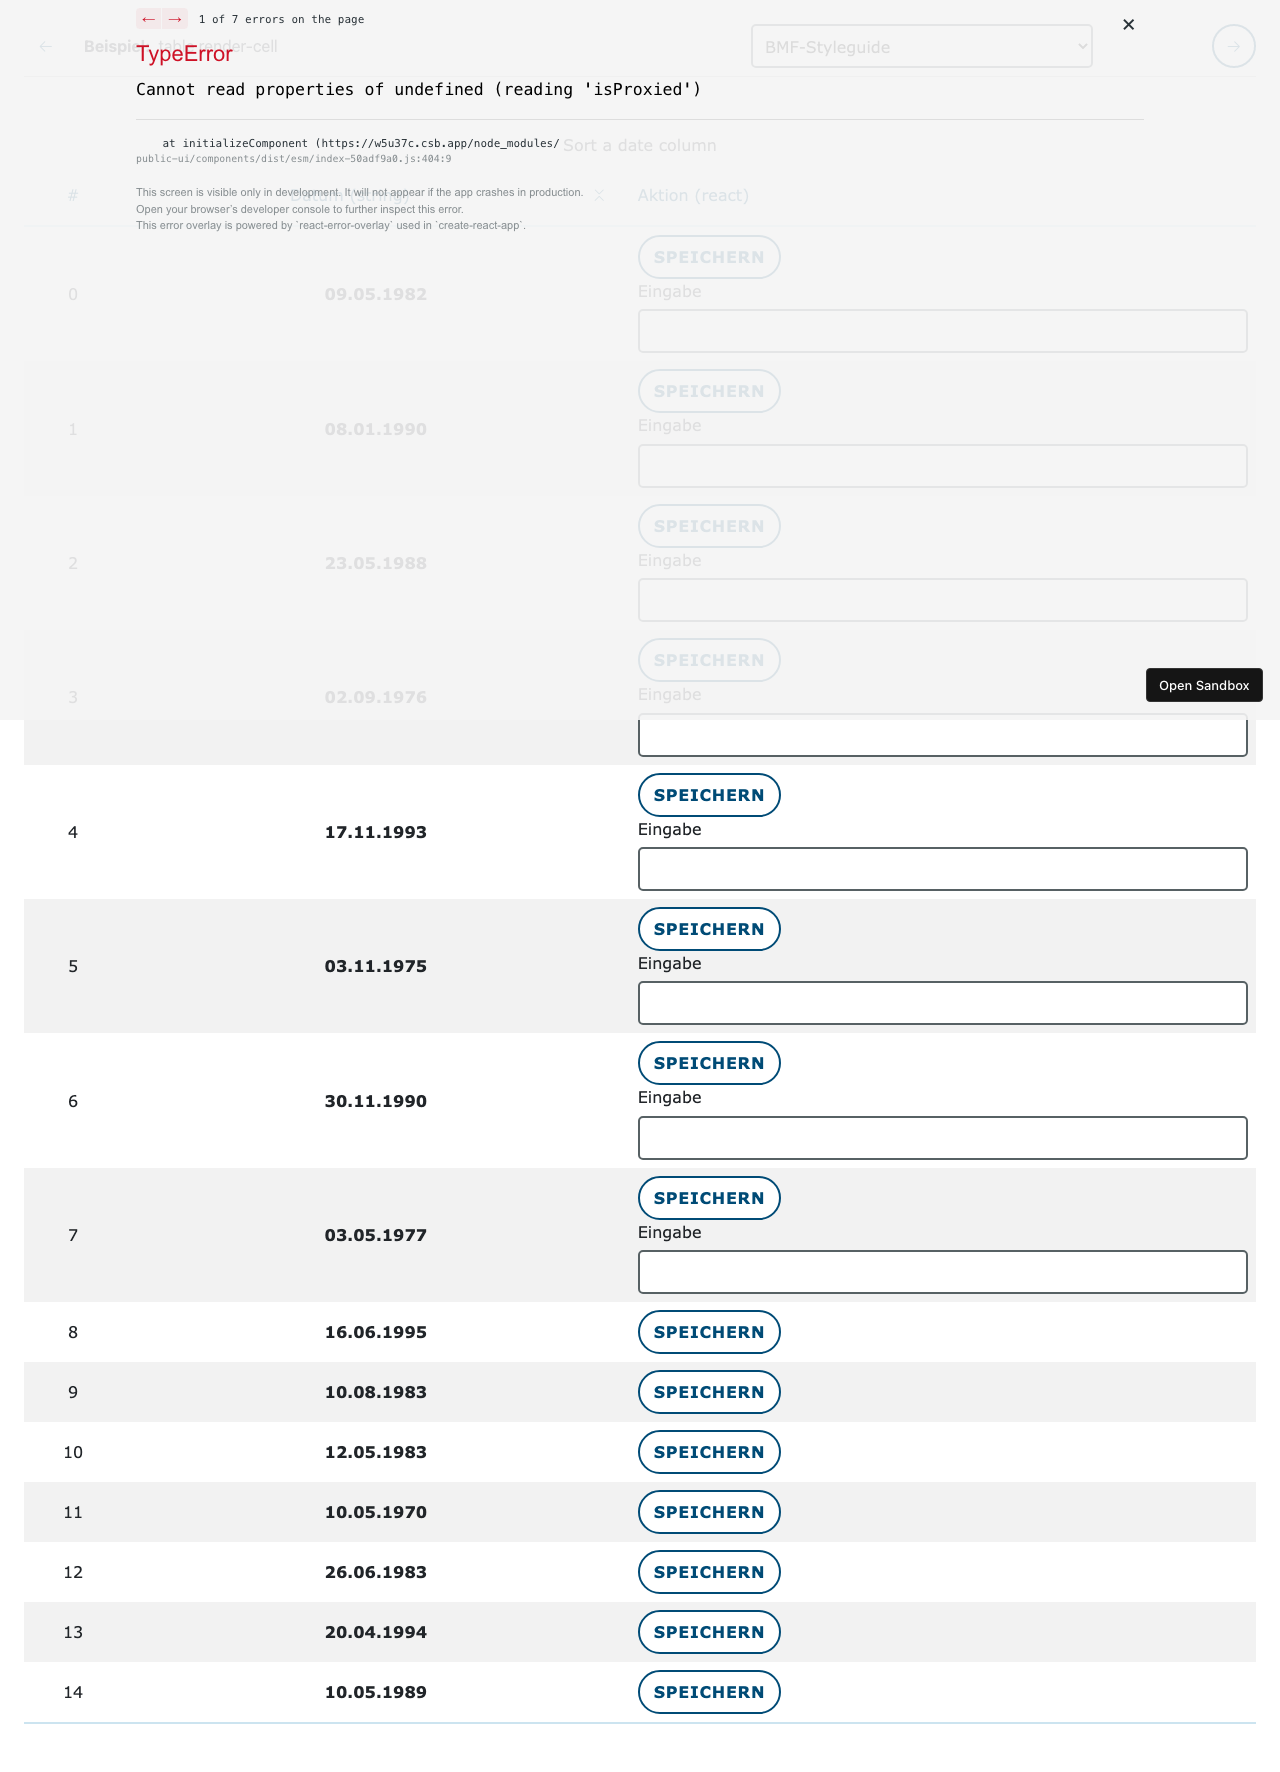 ← → 1 of 7 errors on the page
✕
← Beispiel table render-cell
BMF-Styleguide
→
TypeError
Cannot read properties of undefined (reading 'isProxied')
at initializeComponent (https://w5u37c.csb.app/node_modules/
public-ui/components/dist/esm/index-50adf9a0.js:404:9
Sort a date column
This screen is visible only in development. It will not appear if the app crashes in production.
Open your browser’s developer console to further inspect this error.
This error overlay is powered by `react-error-overlay` used in `create-react-app`.
# Datum (string) Aktion (react)
SPEICHERN
0 09.05.1982 Eingabe
SPEICHERN
1 08.01.1990 Eingabe
SPEICHERN
2 23.05.1988 Eingabe
SPEICHERN
3 02.09.1976 Eingabe
Open Sandbox
SPEICHERN
4 17.11.1993 Eingabe
SPEICHERN
5 03.11.1975 Eingabe
SPEICHERN
6 30.11.1990 Eingabe
SPEICHERN
7 03.05.1977 Eingabe
8 16.06.1995 SPEICHERN
9 10.08.1983 SPEICHERN
10 12.05.1983 SPEICHERN
11 10.05.1970 SPEICHERN
12 26.06.1983 SPEICHERN
13 20.04.1994 SPEICHERN
14 10.05.1989 SPEICHERN